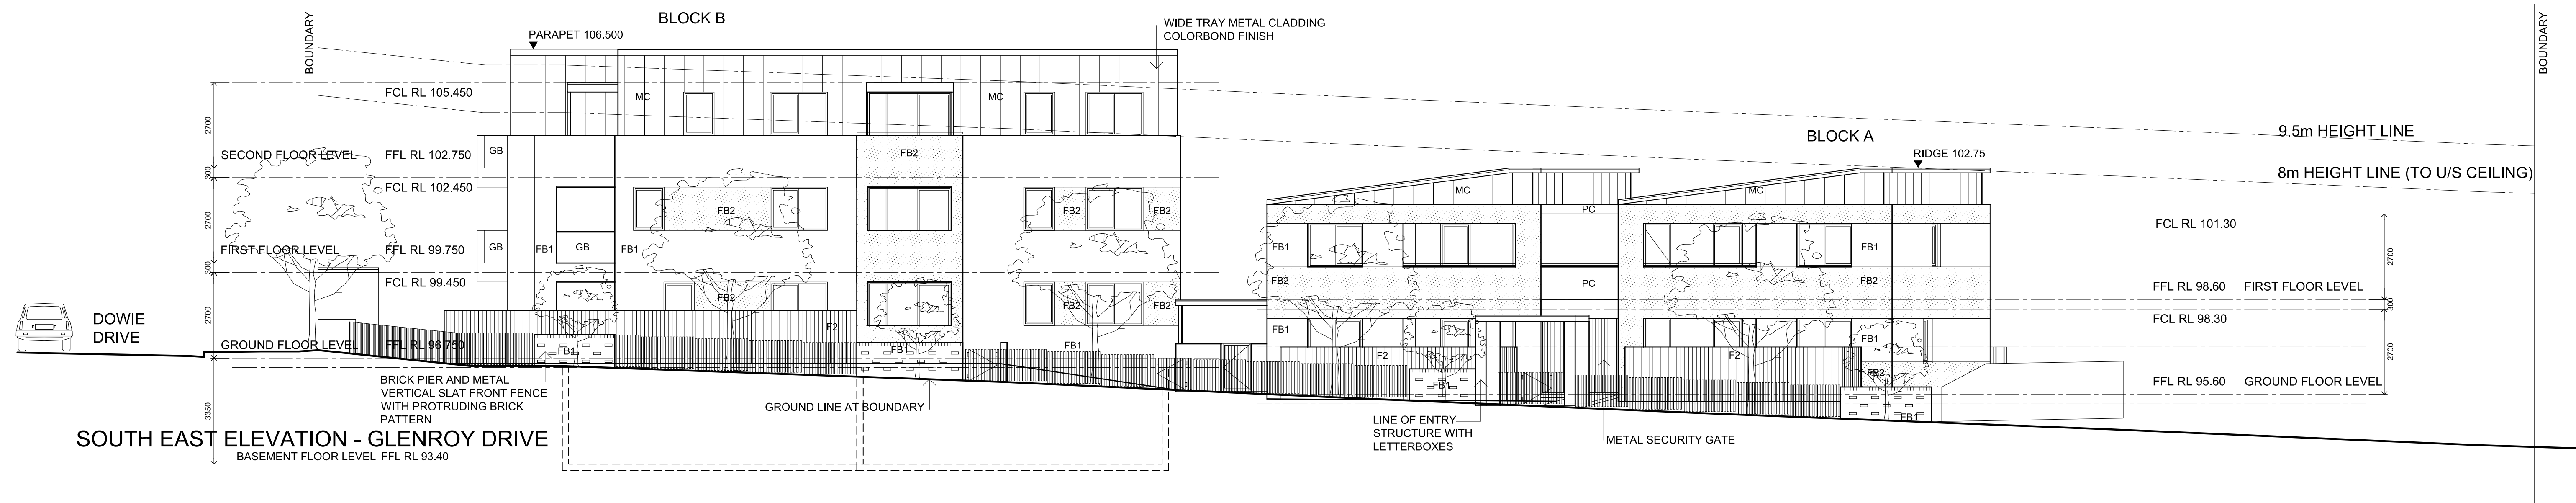 BLOCK B
WIDE TRAY METAL CLADDING
COLORBOND FINISH
BOUNDARY
BOUNDARY
PARAPET 106.500
FCL RL 105.450
MC
MC
2700
9.5m HEIGHT LINE
BLOCK A
RIDGE 102.75
8m HEIGHT LINE (TO U/S CEILING)
SECOND FLOOR LEVEL FFL RL 102.750
GB
FB2
300
FCL RL 102.450
MC
MC
PC
FB2
FB2
FB2
2700
FCL RL 101.30
FIRST FLOOR LEVEL FFL RL 99.750
GB
FB1
GB
FB1
FB1
FB1
2700
300
FCL RL 99.450
FB2
PC
FB2
FFL RL 98.60 FIRST FLOOR LEVEL
FB2
FB2
FB2
300
FCL RL 98.30
2700
DOWIE
DRIVE
F2
FB1
FB1
GROUND FLOOR LEVEL FFL RL 96.750
FB1
FB1
FB1
F2
F2
2700
FB2
BRICK PIER AND METAL
VERTICAL SLAT FRONT FENCE
WITH PROTRUDING BRICK
PATTERN
FB1
FFL RL 95.60 GROUND FLOOR LEVEL
GROUND LINE AT BOUNDARY
FB1
3350
LINE OF ENTRY
STRUCTURE WITH
LETTERBOXES
METAL SECURITY GATE
SOUTH EAST ELEVATION - GLENROY DRIVE
BASEMENT FLOOR LEVEL FFL RL 93.40